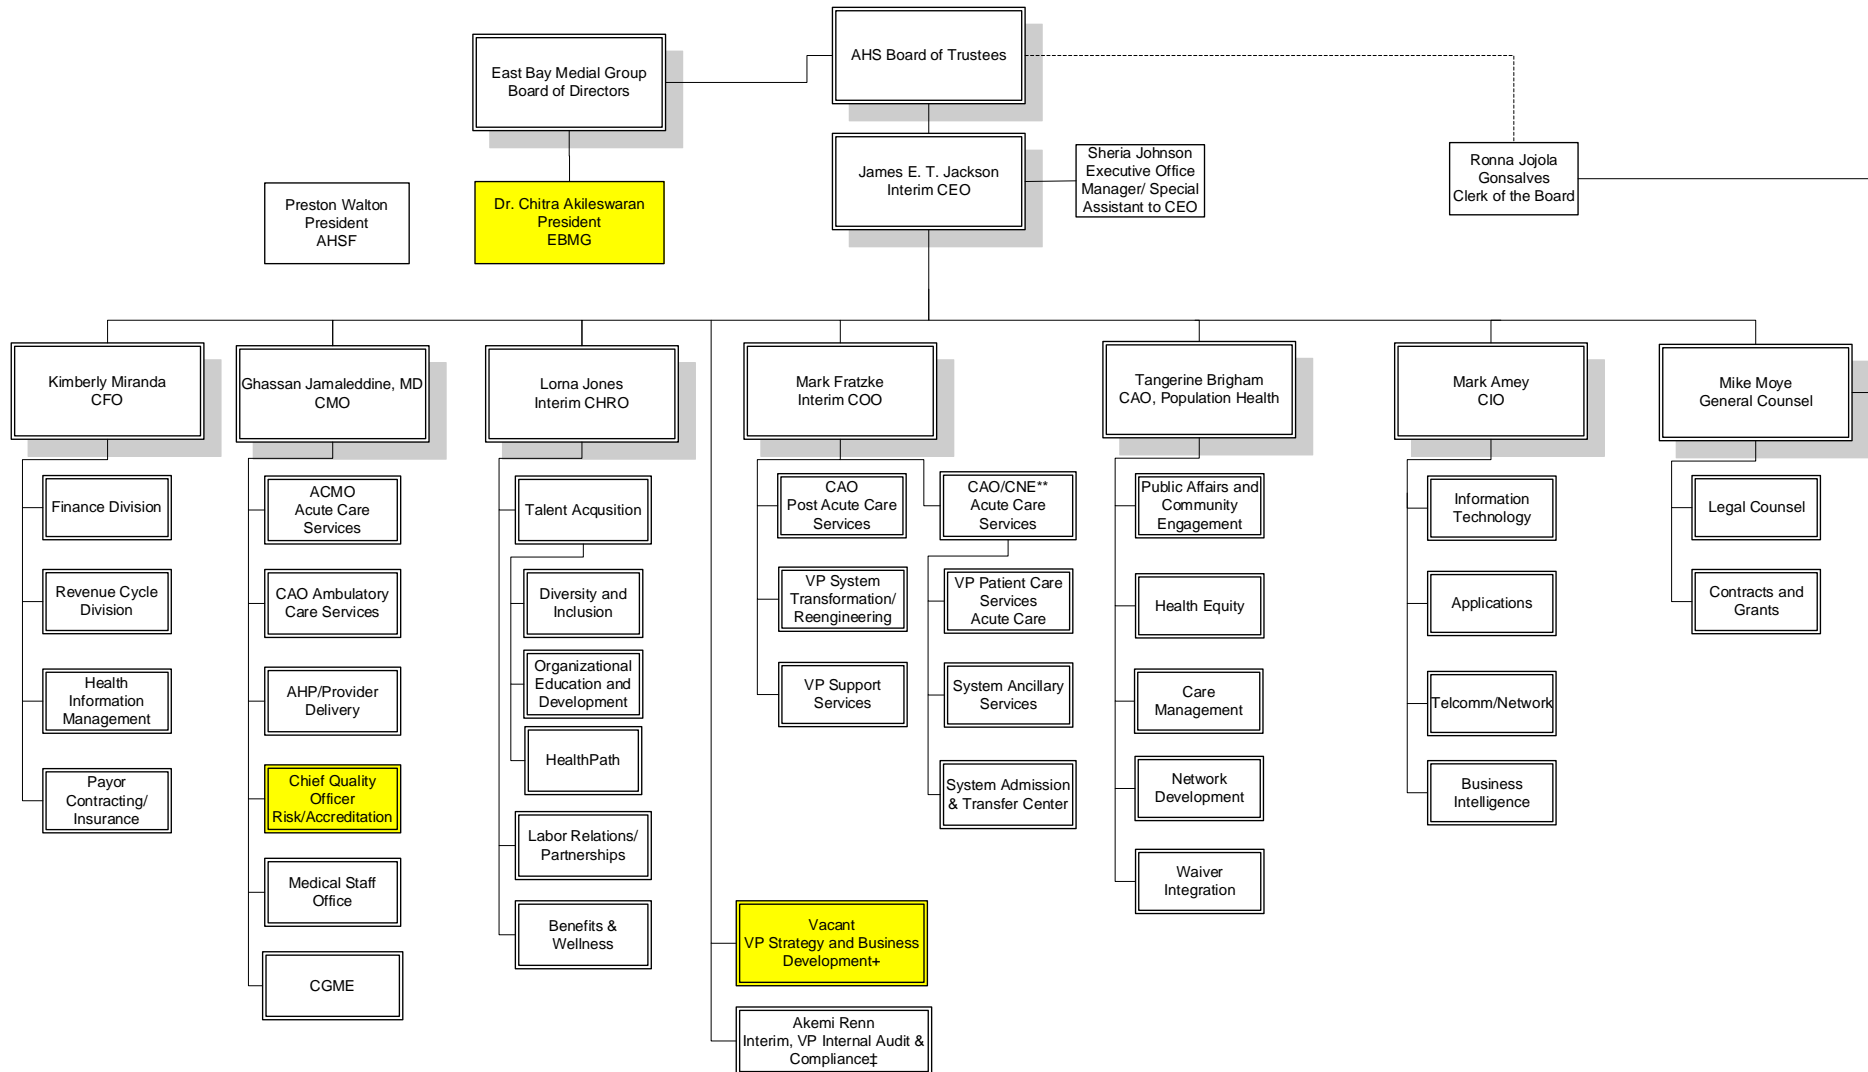 AHS Board of Trustees
East Bay Medial Group
Board of Directors
James E. T. Jackson
Interim CEO
Sheria Johnson
Executive Office
Manager/ Special
Assistant to CEO
Ronna Jojola
Gonsalves
Clerk of the Board
Preston Walton
President
AHSF
Dr. Chitra Akileswaran
President
EBMG
Kimberly Miranda
CFO
Ghassan Jamaleddine, MD
CMO
Lorna Jones
Interim CHRO
Mark Fratzke
Interim COO
Tangerine Brigham
CAO, Population Health
Mark Amey
CIO
Mike Moye
General Counsel
Finance Division
Revenue Cycle
Division
Health
Information
Management
Payor
Contracting/
Insurance
ACMO
Acute Care
Services
CAO Ambulatory
Care Services
AHP/Provider
Delivery
Chief Quality
Officer
Risk/Accreditation
Medical Staff
Office
CGME
Talent Acqusition
Diversity and
Inclusion
Organizational
Education and
Development
HealthPath
Labor Relations/
Partnerships
Benefits &
Wellness
CAO
Post Acute Care
Services
VP System
Transformation/
Reengineering
VP Support
Services
CAO/CNE**
Acute Care
Services
VP Patient Care
Services
Acute Care
System Ancillary
Services
System Admission
& Transfer Center
Vacant
VP Strategy and Business
Development+
Akemi Renn
Interim, VP Internal Audit &
Compliance‡
Public Affairs and
Community
Engagement
Health Equity
Care
Management
Network
Development
Waiver
Integration
Information
Technology
Applications
Telcomm/Network
Business
Intelligence
Legal Counsel
Contracts and
Grants